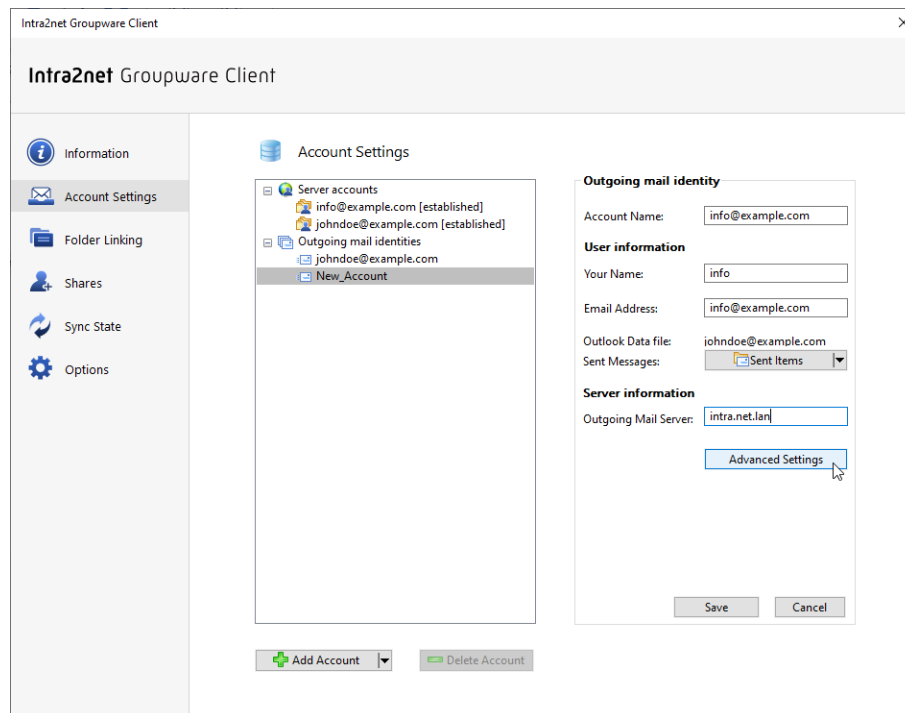 Intra2net Groupware Client
Intra2net Groupware Client
Information
Account Settings
Folder Linking
Shares
Sync State
Options
Account Settings
Server accounts
info@example.com [established]
johndoe@example.com [established]
Outgoing mail identities
johndoe@example.com
New_Account
Add Account
Delete Account
Outgoing mail identity
Account Name: info@example.com
User information
Your Name: info
Email Address: info@example.com
Outlook Data file: johndoe@example.com
Sent Messages: Sent Items
Server information
Outgoing Mail Server: intra.net.lan
Advanced Settings
Save Cancel